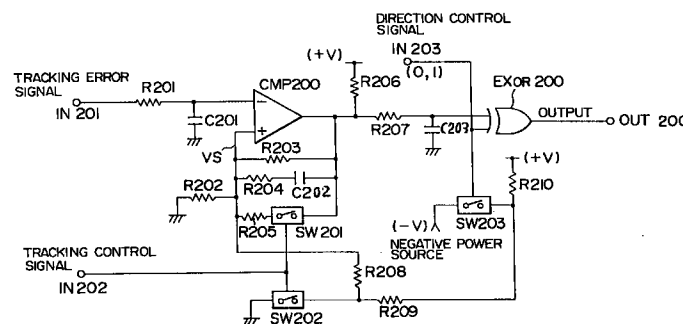 DIRECTION CONTROL
SIGNAL
IN 203
(0,1)
(+V)
R206
EXOR 200
TRACKING ERROR
SIGNAL
IN 201
R201
CMP200
−
+
C201
R207
C203
OUTPUT
OUT 200
VS
R203
R202
R204
C202
(+V)
R210
R205
SW201
(−V)
SW203
NEGATIVE POWER
SOURCE
TRACKING CONTROL
SIGNAL
IN202
R208
SW202
R209